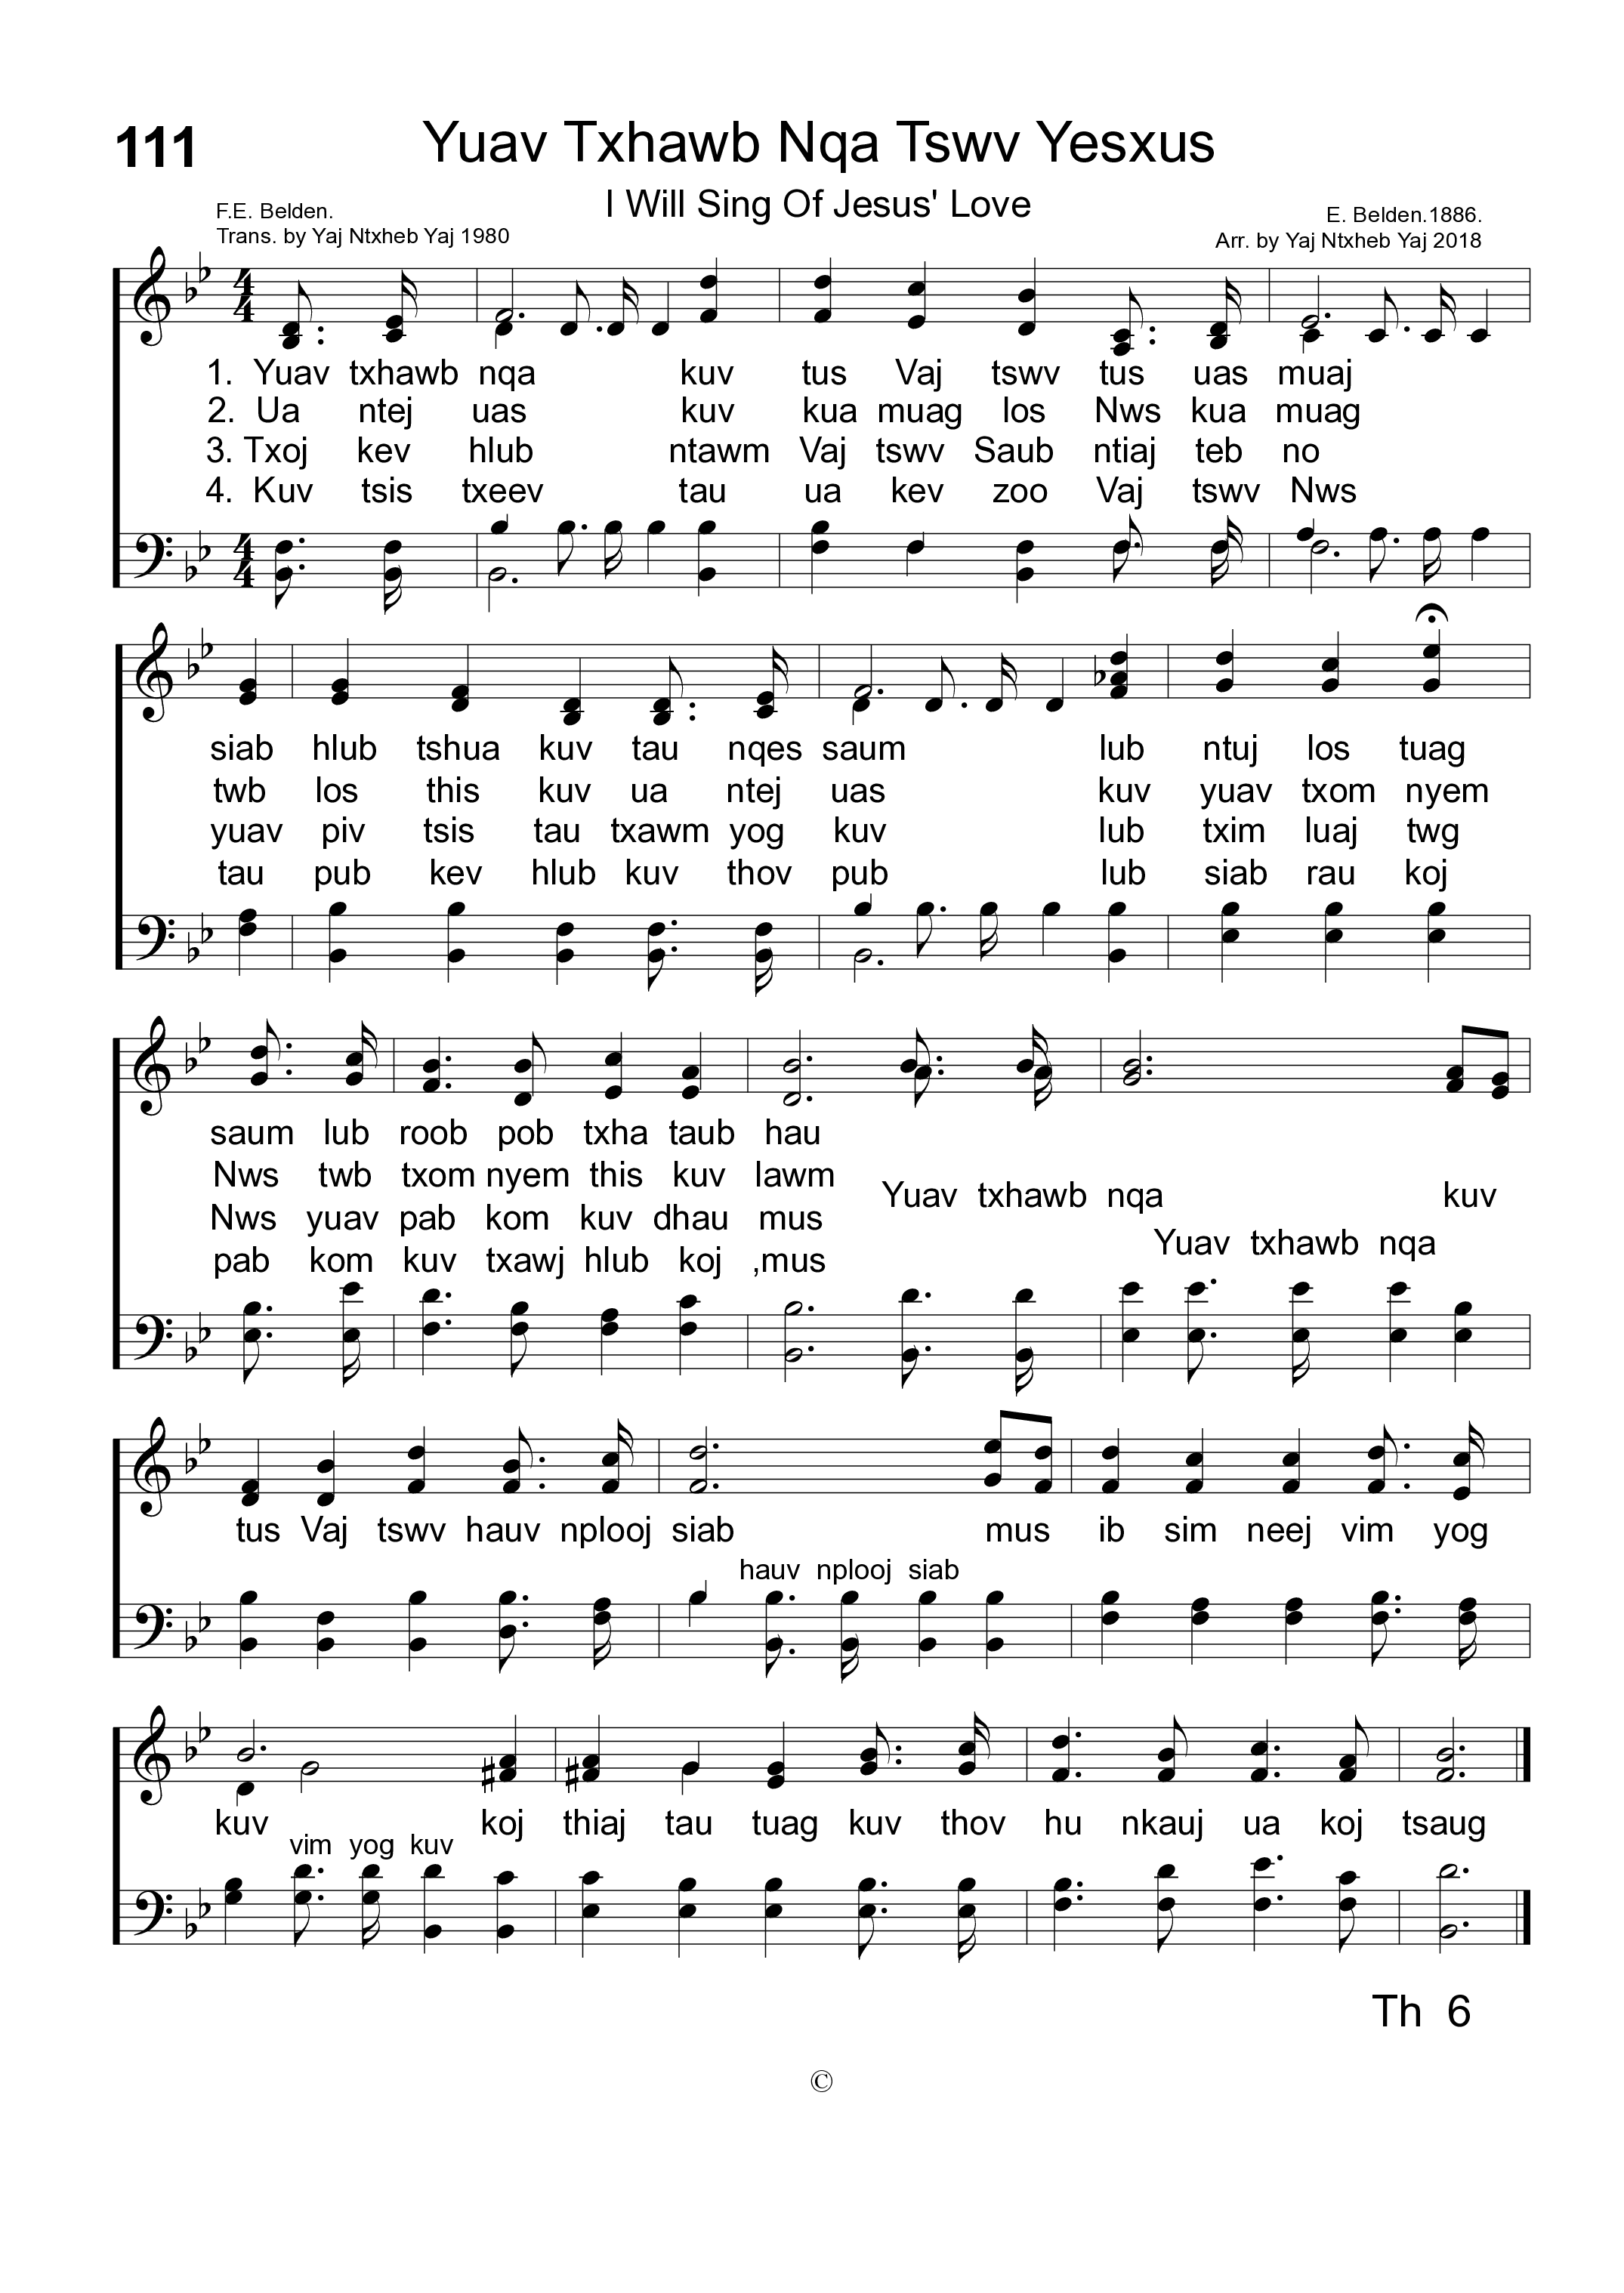 111
Yuav Txhawb Nqa Tswv Yesxus
I Will Sing Of Jesus' Love
F.E. Belden.
Trans. by Yaj Ntxheb Yaj 1980
E. Belden.1886.
Arr. by Yaj Ntxheb Yaj 2018
1. Yuav txhawb nqa kuv tus Vaj tswv tus uas muaj
2. Ua ntej uas kuv kua muag los Nws kua muag
3. Txoj kev hlub ntawm Vaj tswv Saub ntiaj teb no
4. Kuv tsis txeev tau ua kev zoo Vaj tswv Nws
siab hlub tshua kuv tau nqes saum lub ntuj los tuag
twb los this kuv ua ntej uas kuv yuav txom nyem
yuav piv tsis tau txawm yog kuv lub txim luaj twg
tau pub kev hlub kuv thov pub lub siab rau koj
saum lub roob pob txha taub hau
Nws twb txom nyem this kuv lawm
Yuav txhawb nqa kuv
Nws yuav pab kom kuv dhau mus
Yuav txhawb nqa
pab kom kuv txawj hlub koj ,mus
tus Vaj tswv hauv nplooj siab mus ib sim neej vim yog
hauv nplooj siab
kuv koj thiaj tau tuag kuv thov hu nkauj ua koj tsaug
vim yog kuv
Th 6
©